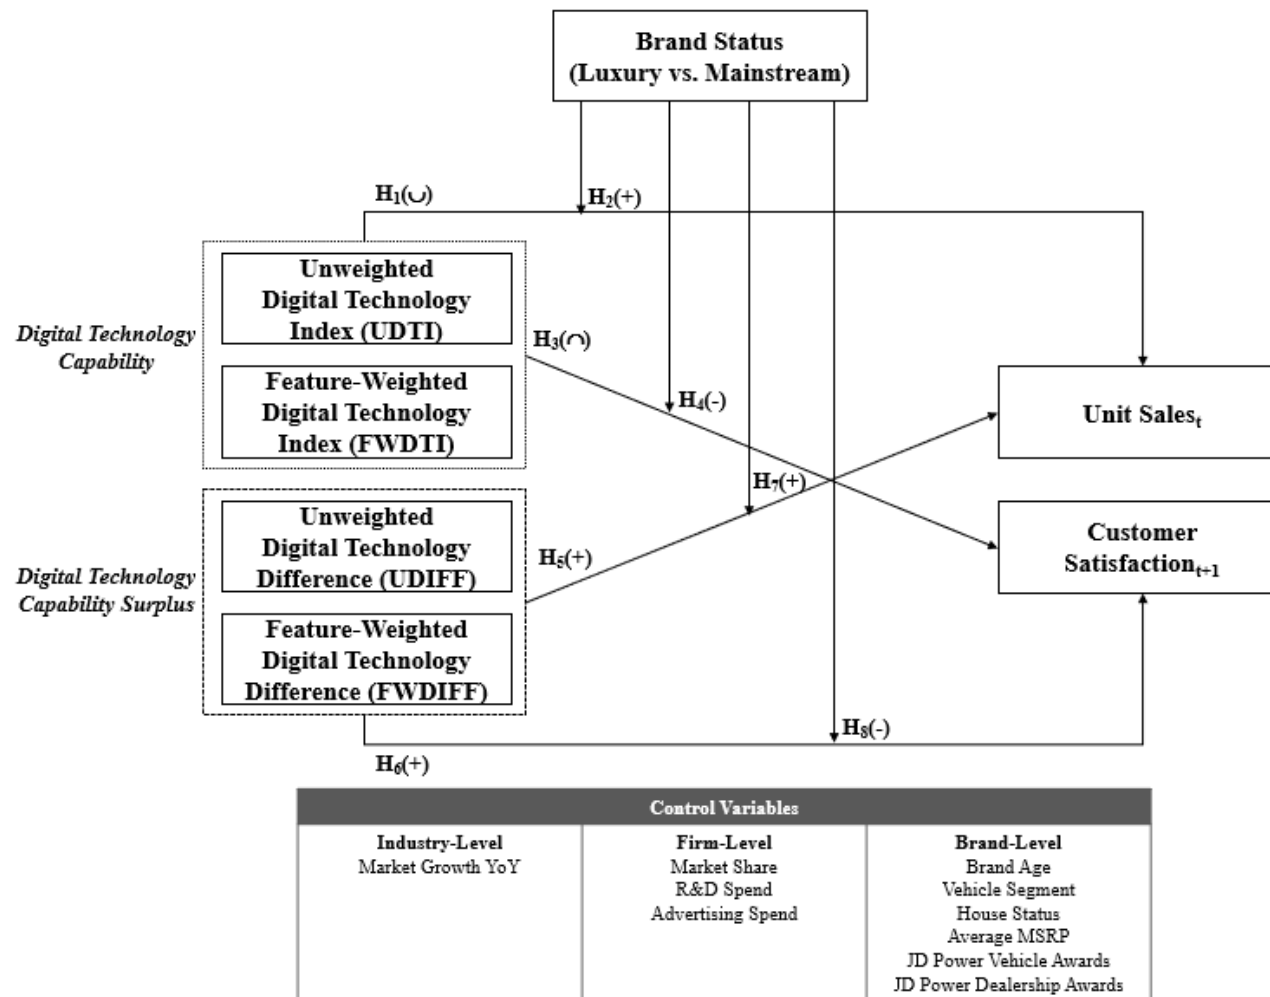 Brand Status
(Luxury vs. Mainstream)
H₁(∪)
H₂(+)
Unweighted
Digital Technology
Index (UDTI)
Digital Technology
Capability
Feature-Weighted
Digital Technology
Index (FWDTI)
H₃(∩)
H₄(-)
Unit Salesₜ
H₇(+)
Unweighted
Digital Technology
Difference (UDIFF)
Digital Technology
Capability Surplus
Feature-Weighted
Digital Technology
Difference (FWDIFF)
H₅(+)
Customer
Satisfactionₜ₊₁
H₈(-)
H₆(+)
Control Variables
Industry-Level
Market Growth YoY
Firm-Level
Market Share
R&D Spend
Advertising Spend
Brand-Level
Brand Age
Vehicle Segment
House Status
Average MSRP
JD Power Vehicle Awards
JD Power Dealership Awards